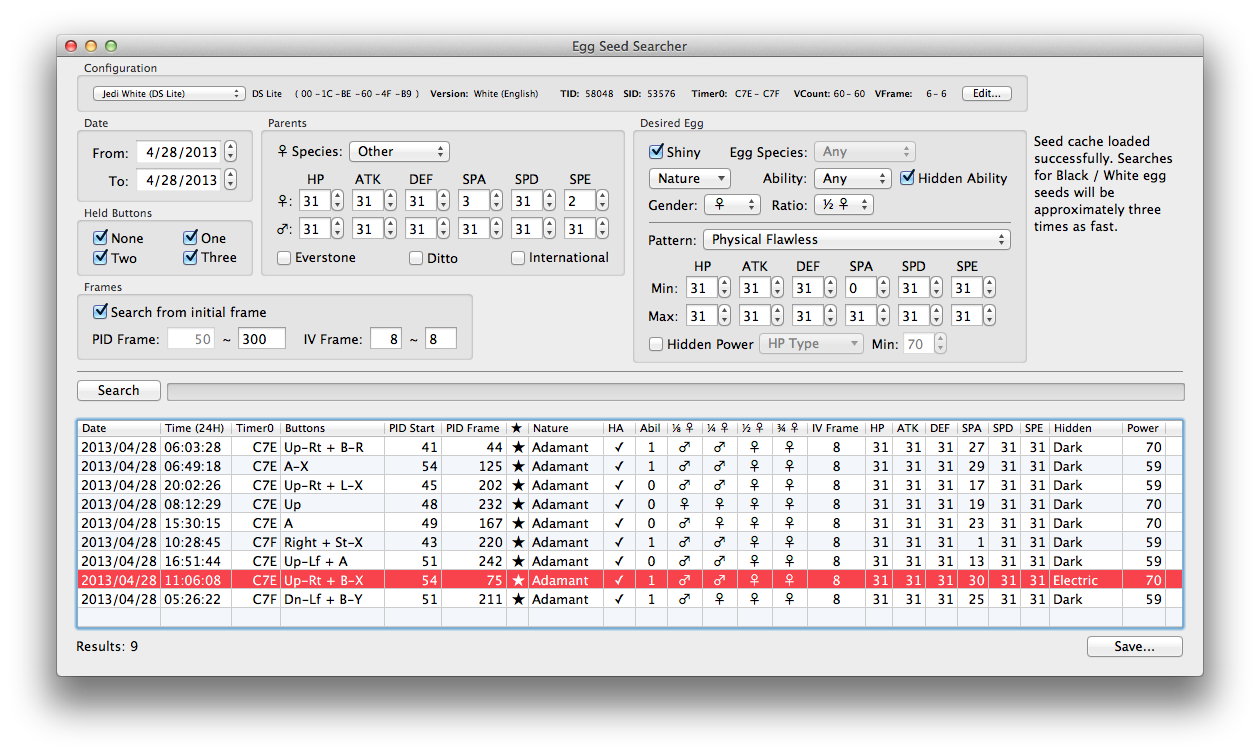 Egg Seed Searcher
Configuration
Jedi White (DS Lite) DS Lite ( 00 -1C -BE -60 -4F -B9 ) Version: White (English) TID: 58048 SID: 53576 Timer0: C7E - C7F VCount: 60 - 60 VFrame: 6 - 6 Edit...
Date
From: 4/28/2013
To: 4/28/2013
Held Buttons
None One
Two Three
Parents
♀ Species: Other
HP ATK DEF SPA SPD SPE
♀: 31 31 31 3 31 2
♂: 31 31 31 31 31 31
Everstone Ditto International
Frames
Search from initial frame
PID Frame: 50 ~ 300 IV Frame: 8 ~ 8
Desired Egg
Shiny Egg Species: Any
Nature Ability: Any Hidden Ability
Gender: ♀ Ratio: ½ ♀
Pattern: Physical Flawless
HP ATK DEF SPA SPD SPE
Min: 31 31 31 0 31 31
Max: 31 31 31 31 31 31
Hidden Power HP Type Min: 70
Seed cache loaded
successfully. Searches
for Black / White egg
seeds will be
approximately three
times as fast.
Search
Date Time (24H) Timer0 Buttons PID Start PID Frame ★ Nature HA Abil ⅛ ♀ ¼ ♀ ½ ♀ ¾ ♀ IV Frame HP ATK DEF SPA SPD SPE Hidden Power
2013/04/28 06:03:28 C7E Up-Rt + B-R 41 44 ★ Adamant ✓ 1 ♂ ♂ ♀ ♀ 8 31 31 31 27 31 31 Dark 70
2013/04/28 06:49:18 C7E A-X 54 125 ★ Adamant ✓ 1 ♂ ♂ ♀ ♀ 8 31 31 31 29 31 31 Dark 59
2013/04/28 20:02:26 C7E Up-Rt + L-X 45 202 ★ Adamant ✓ 0 ♂ ♂ ♀ ♀ 8 31 31 31 17 31 31 Dark 59
2013/04/28 08:12:29 C7E Up 48 232 ★ Adamant ✓ 0 ♀ ♀ ♀ ♀ 8 31 31 31 19 31 31 Dark 70
2013/04/28 15:30:15 C7E A 49 167 ★ Adamant ✓ 0 ♂ ♀ ♀ ♀ 8 31 31 31 23 31 31 Dark 70
2013/04/28 10:28:45 C7F Right + St-X 43 220 ★ Adamant ✓ 1 ♂ ♂ ♀ ♀ 8 31 31 31 1 31 31 Dark 59
2013/04/28 16:51:44 C7E Up-Lf + A 51 242 ★ Adamant ✓ 0 ♂ ♂ ♀ ♀ 8 31 31 31 13 31 31 Dark 59
2013/04/28 11:06:08 C7E Up-Rt + B-X 54 75 ★ Adamant ✓ 1 ♂ ♂ ♀ ♀ 8 31 31 31 30 31 31 Electric 70
2013/04/28 05:26:22 C7F Dn-Lf + B-Y 51 211 ★ Adamant ✓ 1 ♂ ♀ ♀ ♀ 8 31 31 31 25 31 31 Dark 59
Results: 9
Save...